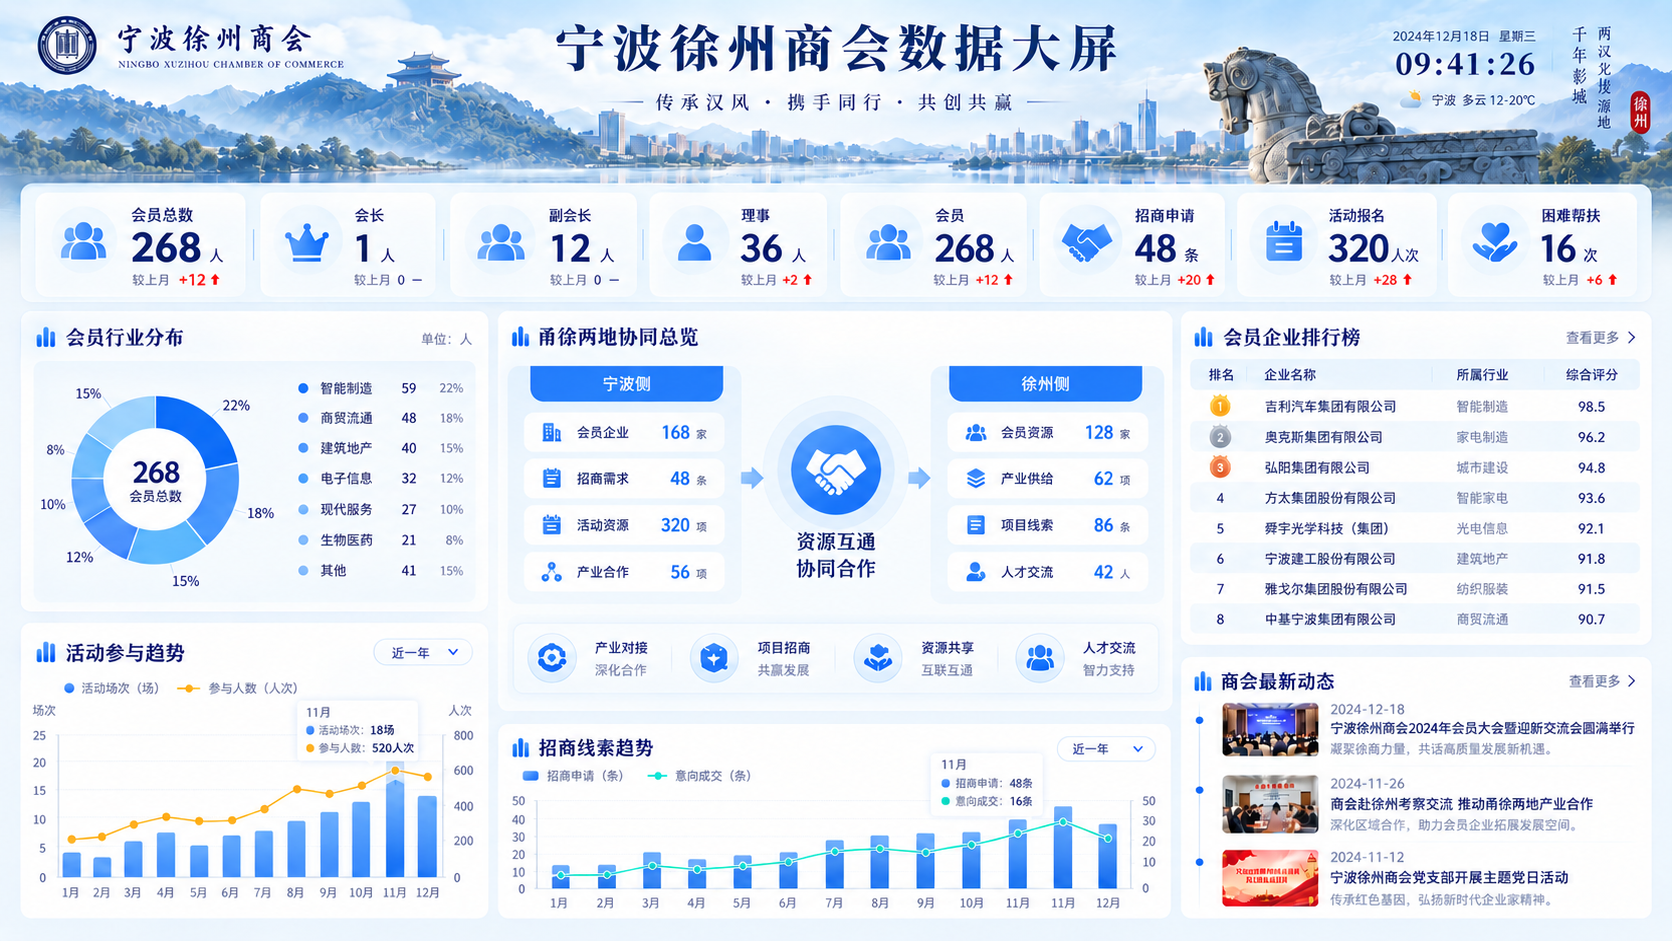 宁波徐州商会
NINGBO XUZIHOU CHAMBER OF COMMERCE
宁波徐州商会数据大屏
传承汉风 · 携手同行 · 共创共赢
2024年12月18日 星期三
09:41:26
宁波 多云 12-20℃
千年彭城
徐州
会员总数
268 人
较上月 +12
会长
1 人
较上月 0 —
副会长
12 人
较上月 0 —
理事
36 人
较上月 +2
会员
268 人
较上月 +12
招商申请
48 条
较上月 +20
活动报名
320 人次
较上月 +28
困难帮扶
16 次
较上月 +6
会员行业分布
单位：人
22%
18%
15%
12%
10%
8%
15%
268
会员总数
智能制造 59 22%
商贸流通 48 18%
建筑地产 40 15%
电子信息 32 12%
现代服务 27 10%
生物医药 21 8%
其他 41 15%
活动参与趋势
近一年
活动场次（场） 参与人数（人次）
场次
人次
11月
活动场次：18场
参与人数：520人次
25
20
15
10
5
0
800
600
400
200
0
1月 2月 3月 4月 5月 6月 7月 8月 9月 10月 11月 12月
甬徐两地协同总览
宁波侧
会员企业 168 家
招商需求 48 条
活动资源 320 项
产业合作 56 项
资源互通
协同合作
徐州侧
会员资源 128 家
产业供给 62 项
项目线索 86 条
人才交流 42 人
产业对接
深化合作
项目招商
共赢发展
资源共享
互联互通
人才交流
智力支持
招商线索趋势
近一年
招商申请（条） 意向成交（条）
11月
招商申请：48条
意向成交：16条
50
40
30
20
10
0
50
30
20
10
0
1月 2月 3月 4月 5月 6月 7月 8月 9月 10月 11月 11月 12月
会员企业排行榜
查看更多
排名 企业名称 所属行业 综合评分
1 吉利汽车集团有限公司 智能制造 98.5
2 奥克斯集团有限公司 家电制造 96.2
3 弘阳集团有限公司 城市建设 94.8
4 方太集团股份有限公司 智能家电 93.6
5 舜宇光学科技（集团） 光电信息 92.1
6 宁波建工股份有限公司 建筑地产 91.8
7 雅戈尔集团股份有限公司 纺织服装 91.5
8 中基宁波集团有限公司 商贸流通 90.7
商会最新动态
查看更多
2024-12-18
宁波徐州商会2024年会员大会暨迎新交流会圆满举行
凝聚徐商力量，共话高质量发展新机遇。
2024-11-26
商会赴徐州考察交流 推动甬徐两地产业合作
深化区域合作，助力会员企业拓展发展空间。
2024-11-12
宁波徐州商会党支部开展主题党日活动
传承红色基因，弘扬新时代企业家精神。